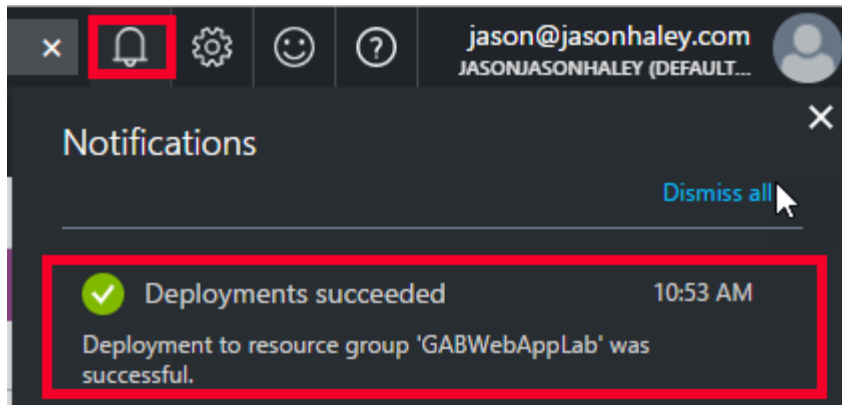 jason@jasonhaley.com
JASONJASONHALEY (DEFAULT...
Notifications
Dismiss all
Deployments succeeded 10:53 AM
Deployment to resource group 'GABWebAppLab' was
successful.